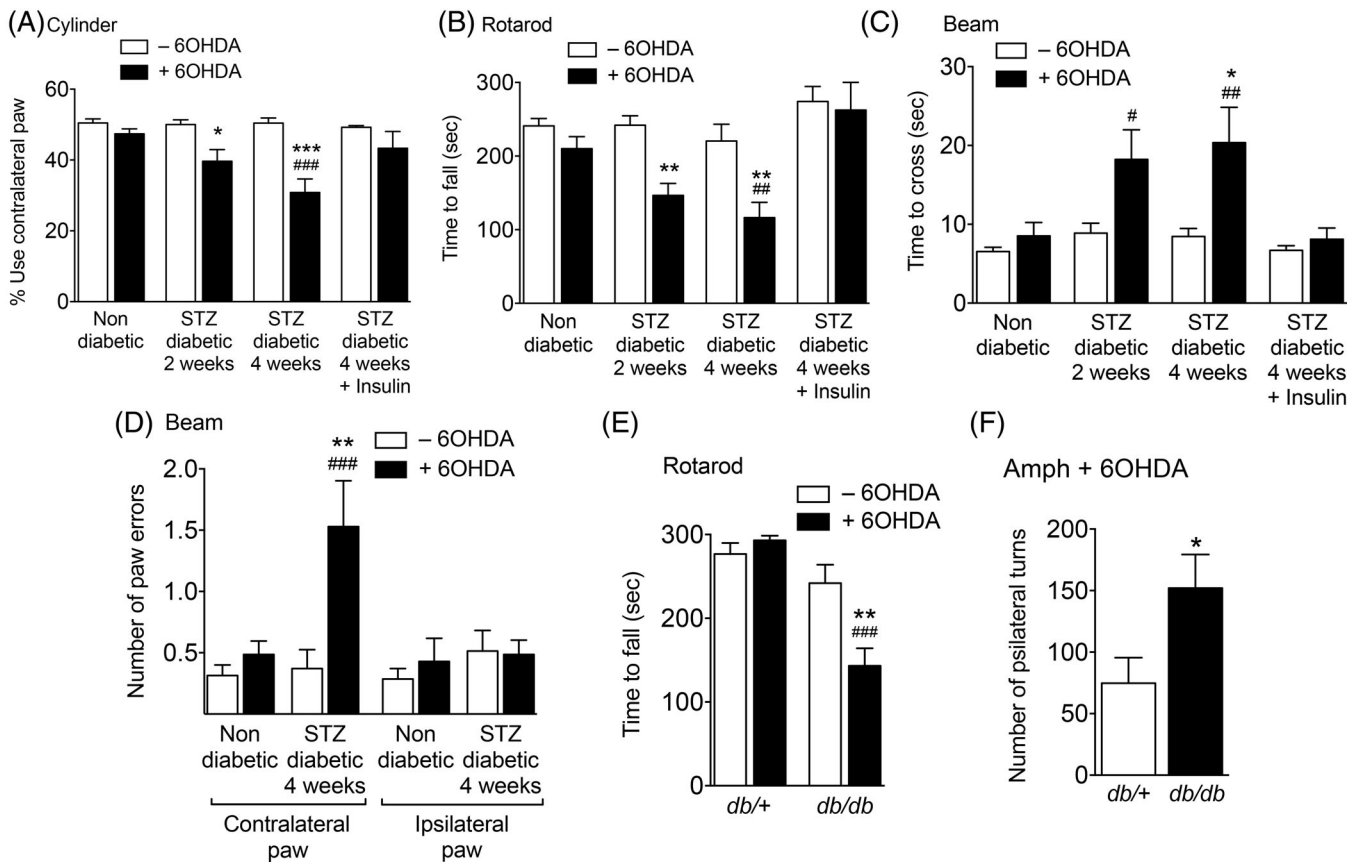 (A) Cylinder
– 6OHDA
+ 6OHDA
% Use contralateral paw
60
40
20
0
Non
diabetic
STZ
diabetic
2 weeks
STZ
diabetic
4 weeks
STZ
diabetic
4 weeks
+ Insulin
*
***
###
(B) Rotarod
– 6OHDA
+ 6OHDA
Time to fall (sec)
300
200
100
0
Non
diabetic
STZ
diabetic
2 weeks
STZ
diabetic
4 weeks
STZ
diabetic
4 weeks
+ Insulin
**
**
##
(C) Beam
– 6OHDA
+ 6OHDA
Time to cross (sec)
30
20
10
0
Non
diabetic
STZ
diabetic
2 weeks
STZ
diabetic
4 weeks
STZ
diabetic
4 weeks
+ Insulin
#
*
##
(D) Beam
– 6OHDA
+ 6OHDA
Number of paw errors
2.0
1.5
1.0
0.5
**
###
Non
diabetic
STZ
diabetic
4 weeks
Non
diabetic
STZ
diabetic
4 weeks
Contralateral
paw
Ipsilateral
paw
(E)
Rotarod
– 6OHDA
+ 6OHDA
Time to fall (sec)
300
200
100
0
**
###
db/+
db/db
(F)
Amph + 6OHDA
Number of psilateral turns
200
150
100
50
0
*
db/+
db/db